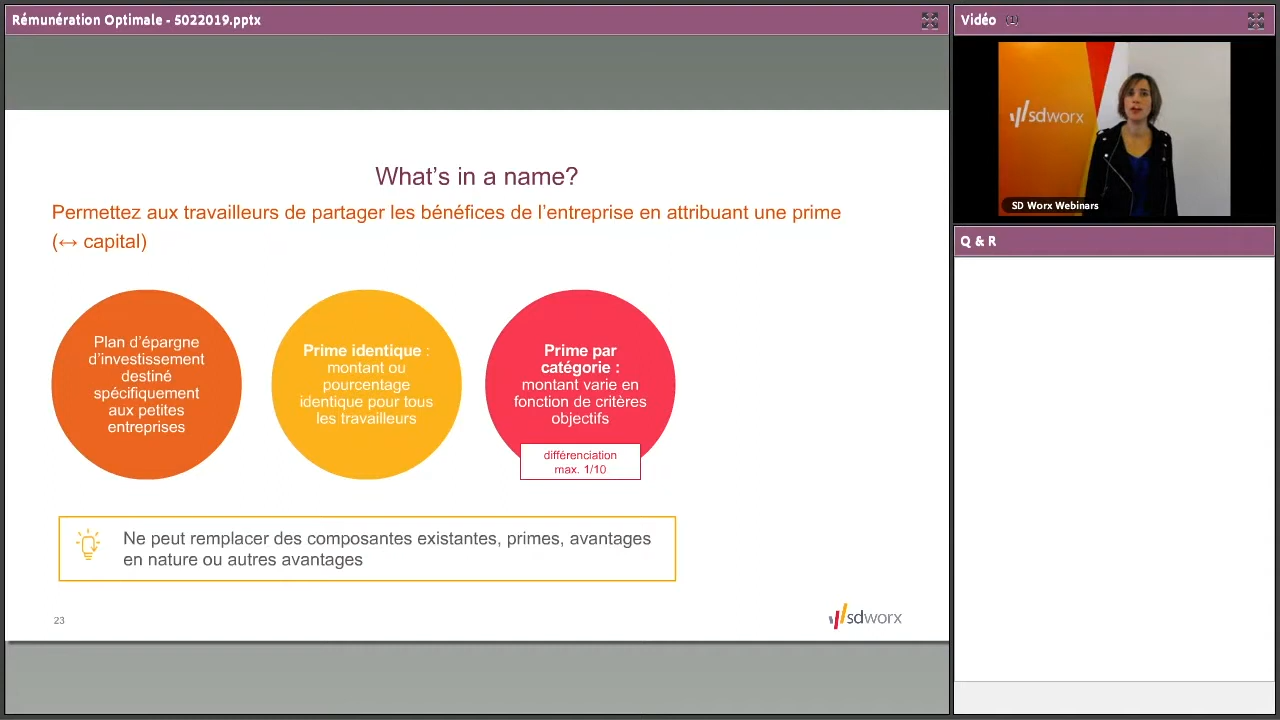 Rémunération Optimale - 5022019.pptx
Vidéo (1)
sdworx
SD Worx Webinars
Q & R
What's in a name?
Permettez aux travailleurs de partager les bénéfices de l'entreprise en attribuant une prime
(↔ capital)
Plan d'épargne
d'investissement
destiné
spécifiquement
aux petites
entreprises
Prime identique :
montant ou
pourcentage
identique pour tous
les travailleurs
Prime par
catégorie :
montant varie en
fonction de critères
objectifs
différenciation
max. 1/10
Ne peut remplacer des composantes existantes, primes, avantages
en nature ou autres avantages
23
sdworx